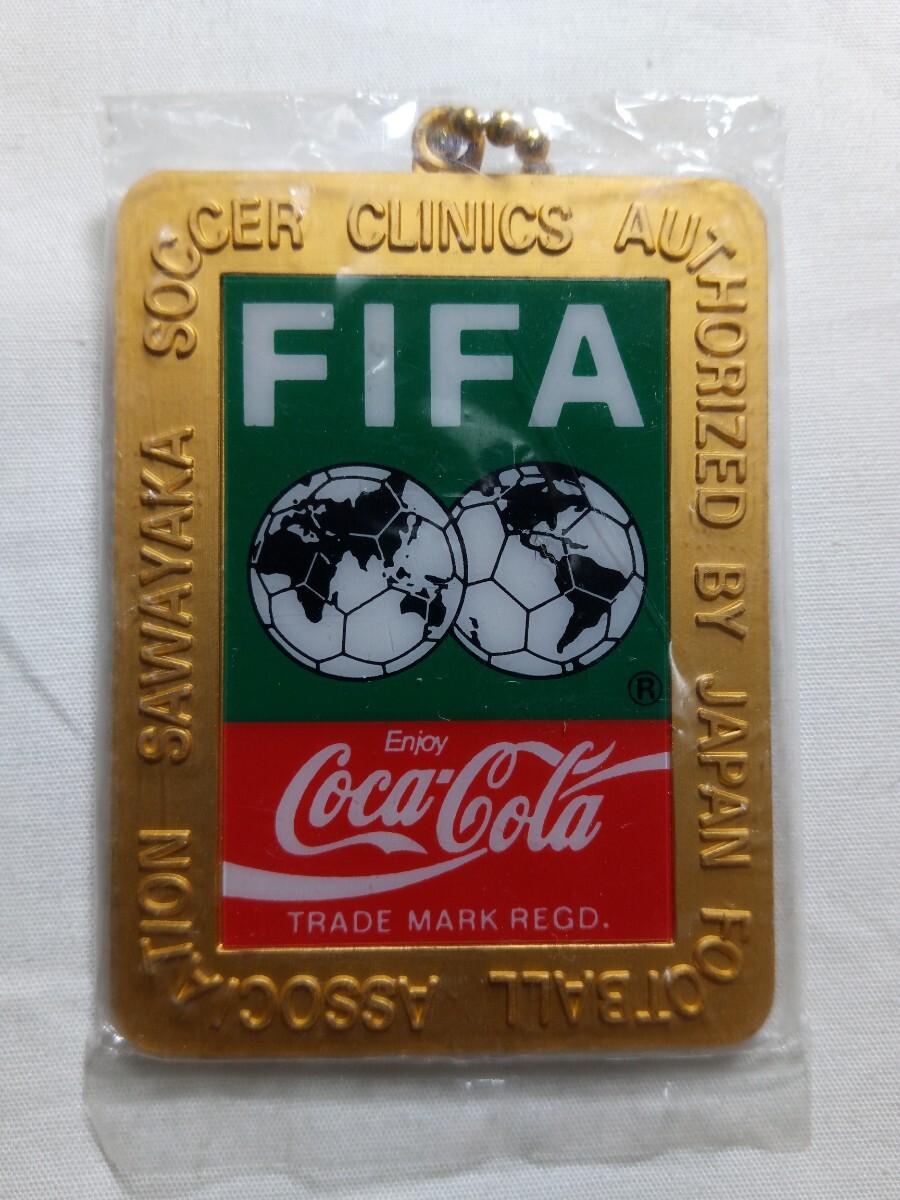 SAWAYAKA SOCCER CLINICS AUTHORIZED BY JAPAN FOOTBALL ASSOCIATION
FIFA
®
Enjoy
Coca-Cola
TRADE MARK REGD.